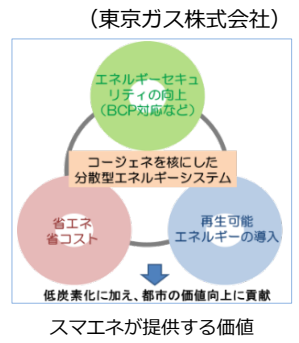 (東京ガス株式会社)
エネルギーセキュ
リティの向上
(BCP対応など)
コージェネを核にした
分散型エネルギーシステム
省エネ
省コスト
再生可能
エネルギーの導入
低炭素化に加え、都市の価値向上に貢献
スマエネが提供する価値